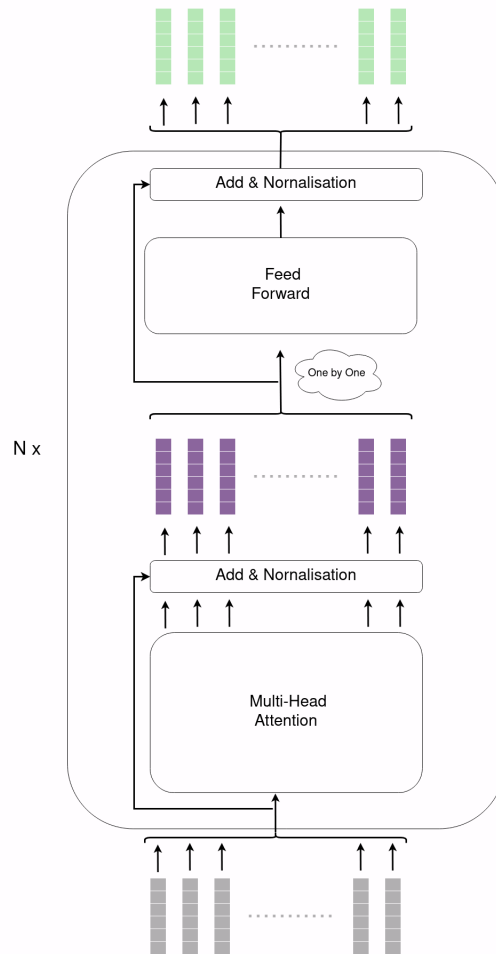 Add & Nornalisation
Feed
Forward
One by One
N x
Add & Nornalisation
Multi-Head
Attention